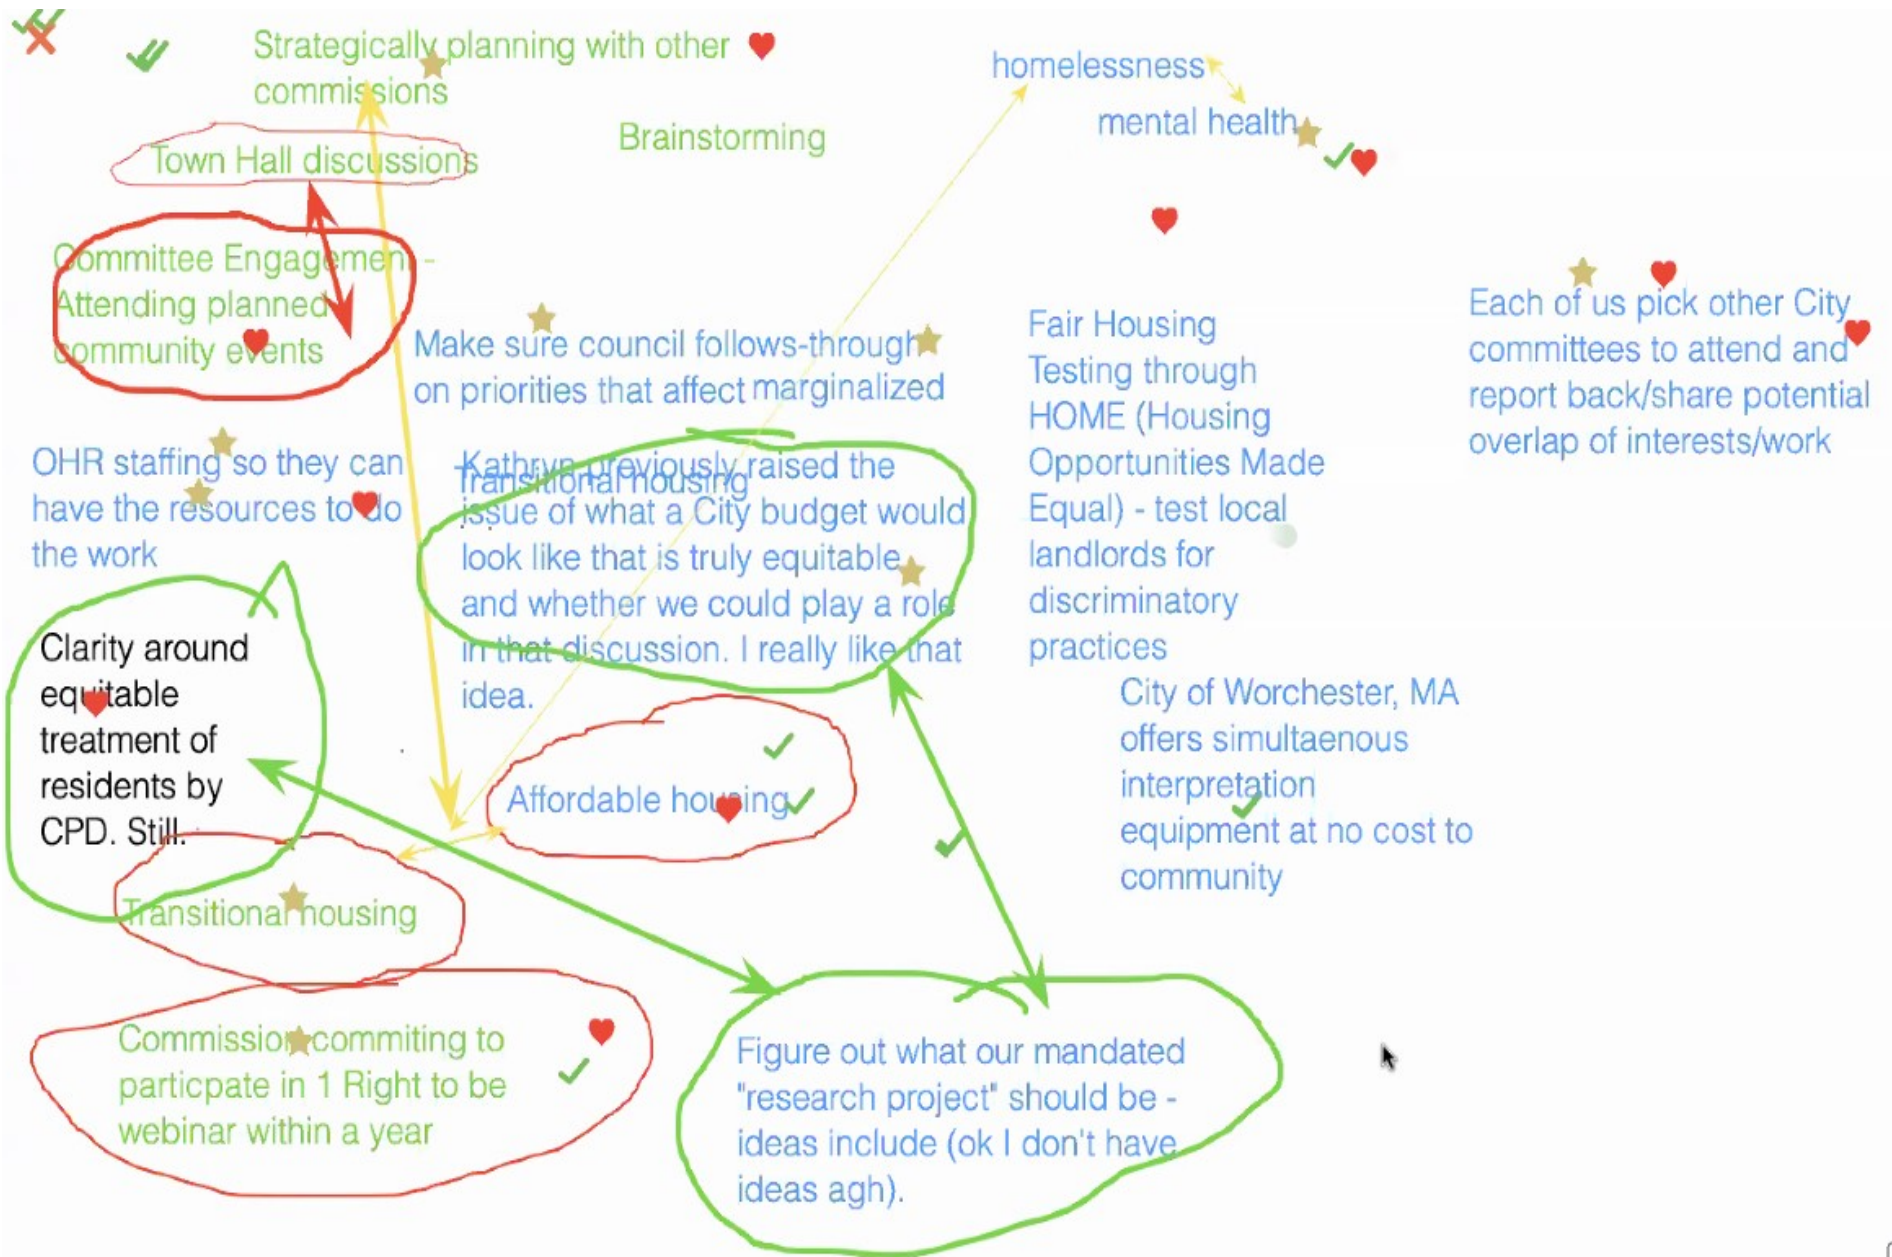 Strategically planning with other
commissions
Brainstorming
Town Hall discussions
Committee Engagement -
Attending planned
community events
homelessness
mental health
Make sure council follows-through
on priorities that affect marginalized
Fair Housing
Testing through
HOME (Housing
Opportunities Made
Equal) - test local
landlords for
discriminatory
practices
Each of us pick other City
committees to attend and
report back/share potential
overlap of interests/work
OHR staffing so they can
have the resources to do
the work
Kathryn previously raised the
Transitional housing
issue of what a City budget would
look like that is truly equitable
and whether we could play a role
in that discussion. I really like that
idea.
Clarity around
equitable
treatment of
residents by
CPD. Still.
City of Worchester, MA
offers simultaenous
interpretation
equipment at no cost to
community
Affordable housing
Transitional housing
Commission commiting to
particpate in 1 Right to be
webinar within a year
Figure out what our mandated
"research project" should be -
ideas include (ok I don't have
ideas agh).